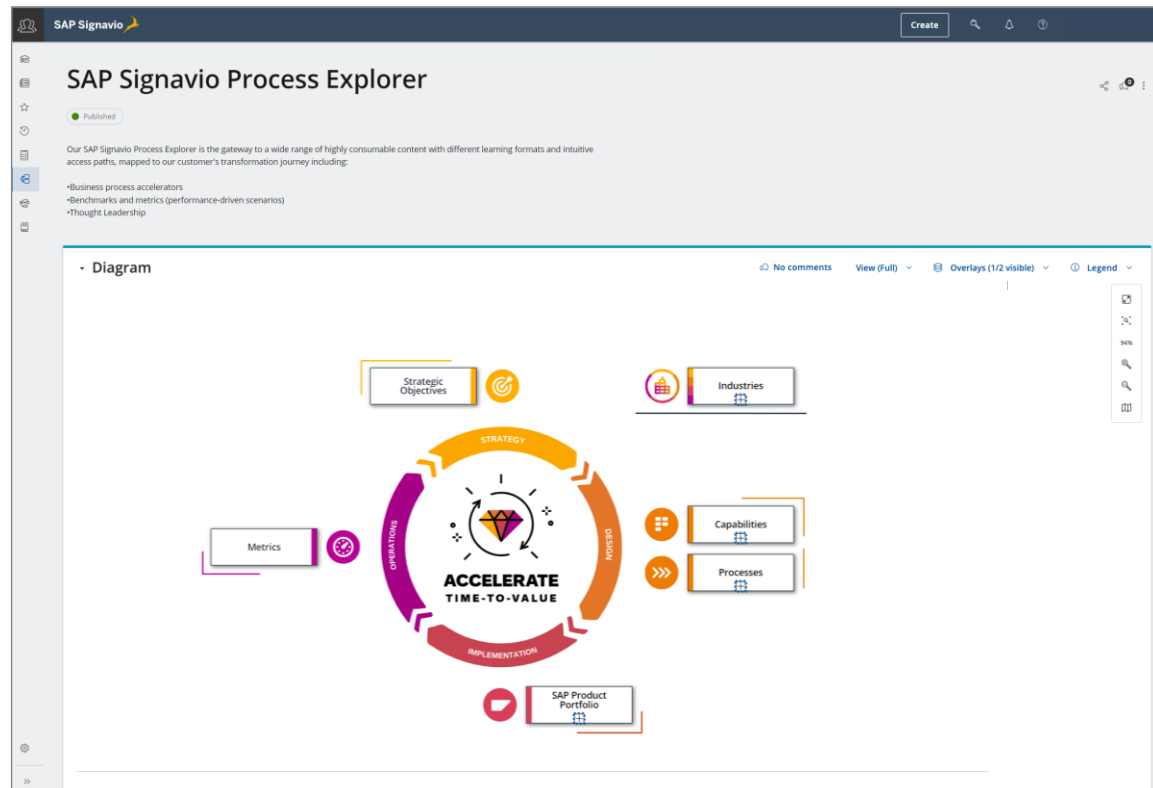 SAP Signavio
Create
SAP Signavio Process Explorer
0
Published
Our SAP Signavio Process Explorer is the gateway to a wide range of highly consumable content with different learning formats and intuitive
access paths, mapped to our customer's transformation journey including:
•Business process accelerators
•Benchmarks and metrics (performance-driven scenarios)
•Thought Leadership
Diagram
No comments
View (Full)
Overlays (1/2 visible)
Legend
94%
Strategic
Objectives
Industries
STRATEGY
OPERATIONS
DESIGN
Capabilities
Metrics
Processes
ACCELERATE
TIME-TO-VALUE
IMPLEMENTATION
SAP Product
Portfolio